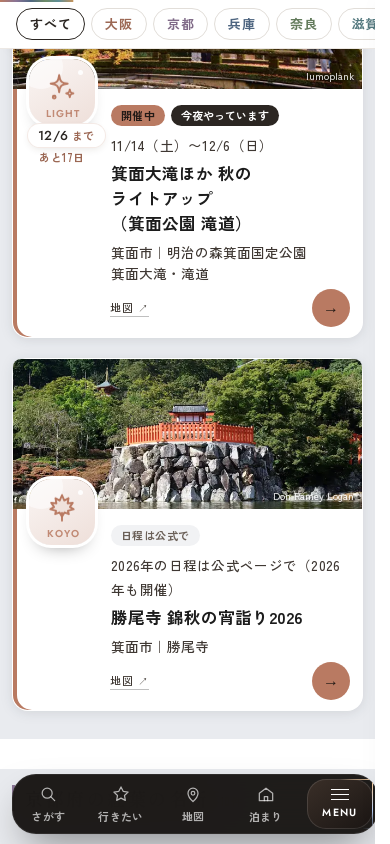 すべて 大阪 京都 兵庫 奈良 滋賀
lumoplank
LIGHT
12/6 まで
あと17日
開催中 今夜やっています
11/14（土）〜12/6（日）
箕面大滝ほか 秋の
ライトアップ
（箕面公園 滝道）
箕面市｜明治の森箕面国定公園
箕面大滝・滝道
地図 ↗
→
Don Ramey Logan
KOYO
日程は公式で
2026年の日程は公式ページで（2026
年も開催）
勝尾寺 錦秋の宵詣り2026
箕面市｜勝尾寺
地図 ↗
→
さがす 行きたい 地図 泊まり MENU